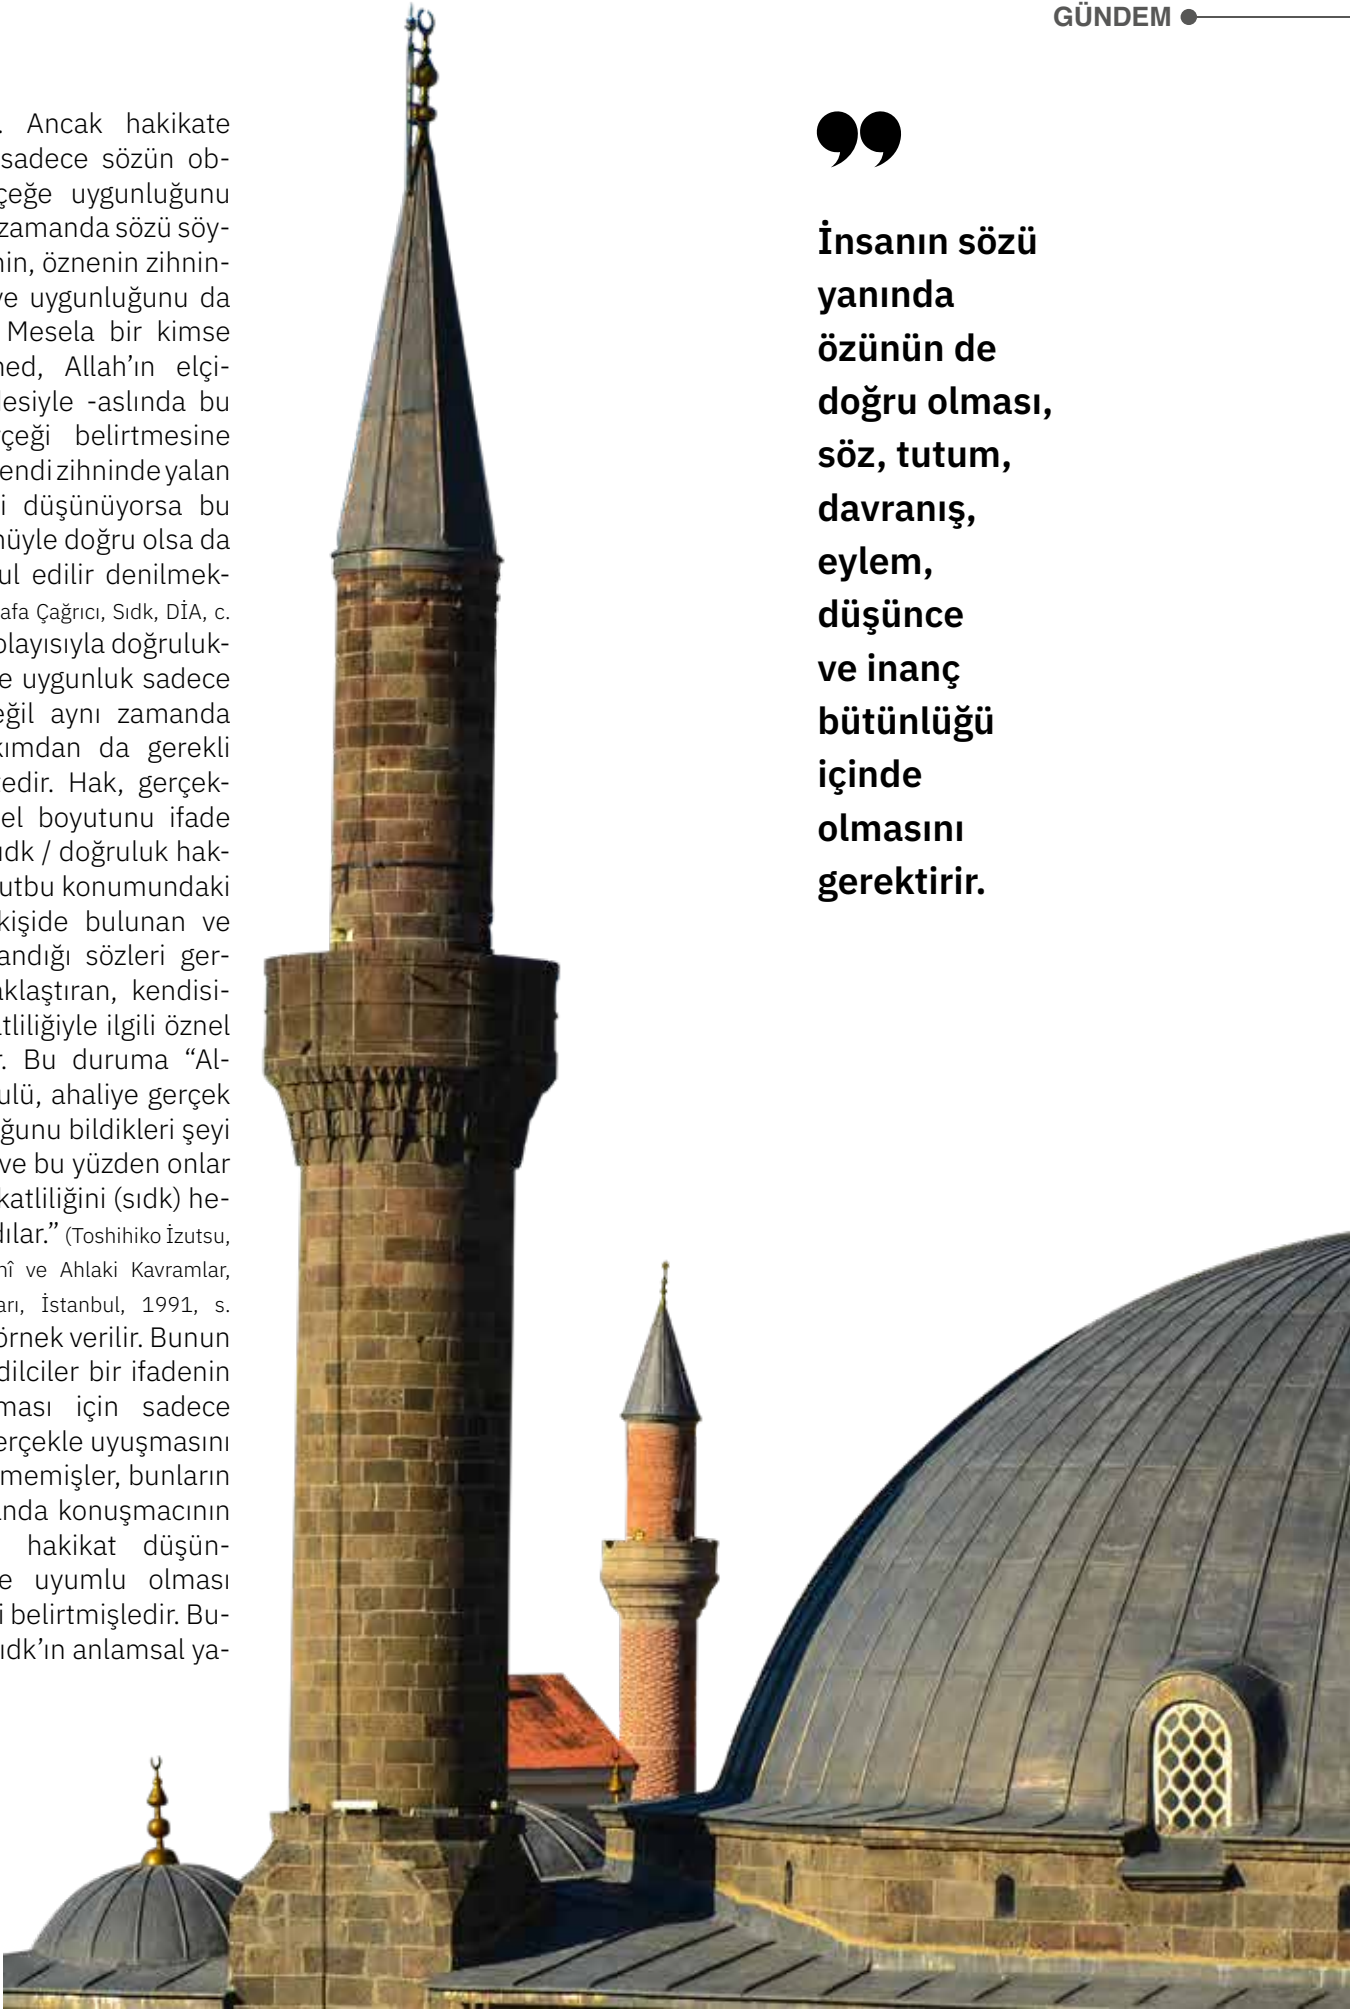 GÜNDEM
. Ancak hakikate
sadece sözün ob-
çeğe uygunluğunu
zamanda sözü söy-
nin, öznenin zihnin-
ye uygunluğunu da
Mesela bir kimse
ned, Allah’ın elçi-
desiyle -aslında bu
çeği belirtmesine
endi zihninde yalan
i düşünüyorsa bu
nüyle doğru olsa da
ul edilir denilmek-
afa Çağrıcı, Sıdk, DİA, c.
olayısıyla doğruluk-
e uygunluk sadece
eğil aynı zamanda
kımdan da gerekli
edir. Hak, gerçek-
el boyutunu ifade
ıdk / doğruluk hak-
utbu konumundaki
kişide bulunan ve
andığı sözleri ger-
aklaştıran, kendisi-
tliliğiyle ilgili öznel
r. Bu duruma “Al-
ulü, ahaliye gerçek
ğunu bildikleri şeyi
ve bu yüzden onlar
katliliğini (sıdk) he-
dılar.” (Toshihiko İzutsu,
nî ve Ahlaki Kavramlar,
arı, İstanbul, 1991, s.
örnek verilir. Bunun
dilciler bir ifadenin
ması için sadece
erçekle uyuşmasını
memişler, bunların
anda konuşmacının
hakikat düşün-
e uyumlu olması
i belirtmişledir. Bu-
ıdk’ın anlamsal ya-
”
İnsanın sözü
yanında
özünün de
doğru olması,
söz, tutum,
davranış,
eylem,
düşünce
ve inanç
bütünlüğü
içinde
olmasını
gerektirir.